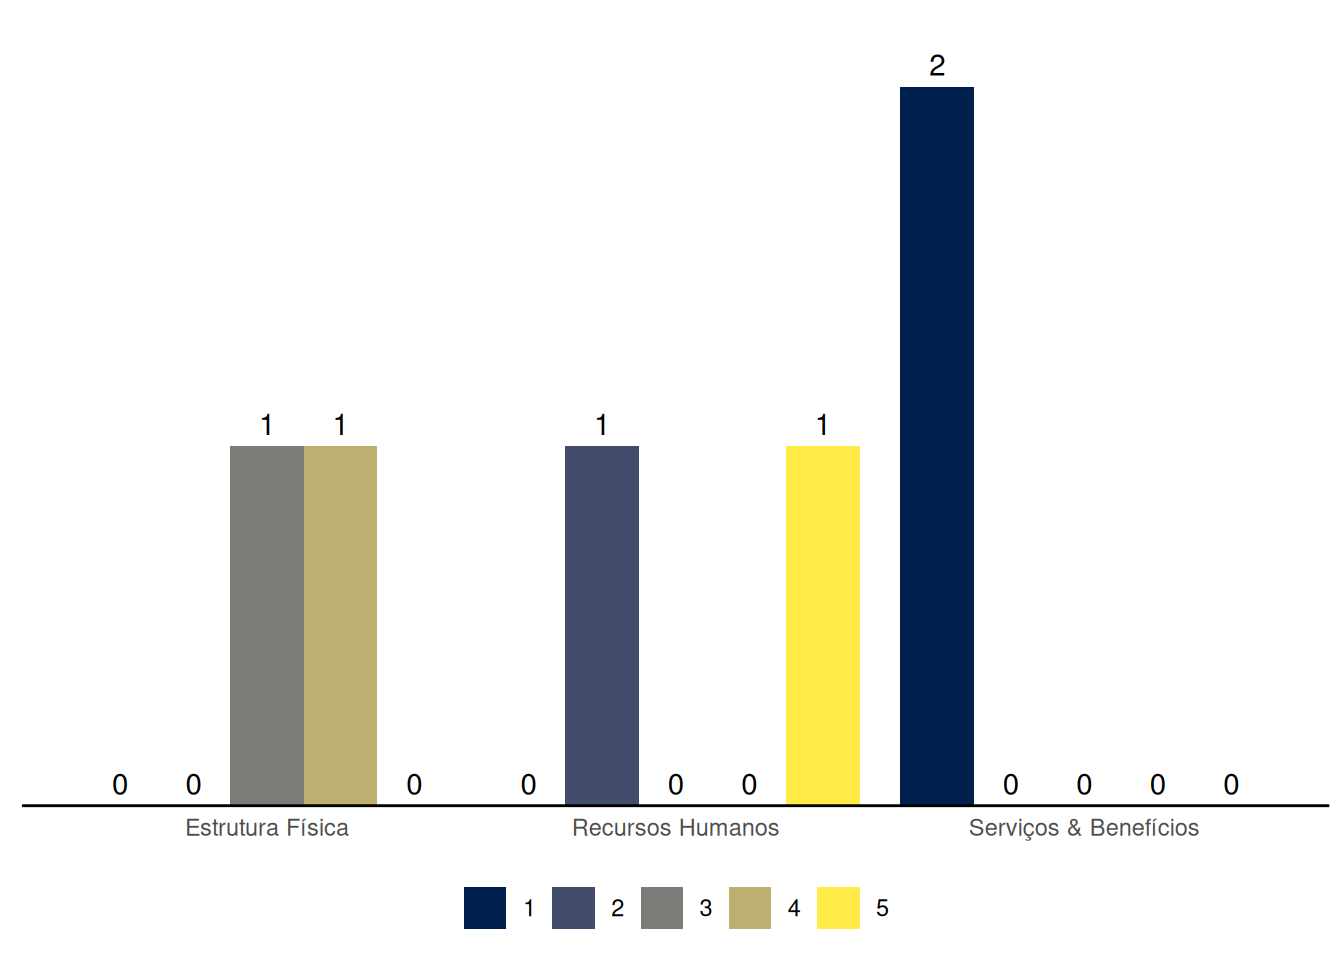 2
1 1 1 1
0 0 0 0 0 0 0 0 0 0
Estrutura Física Recursos Humanos Serviços & Benefícios
1 2 3 4 5